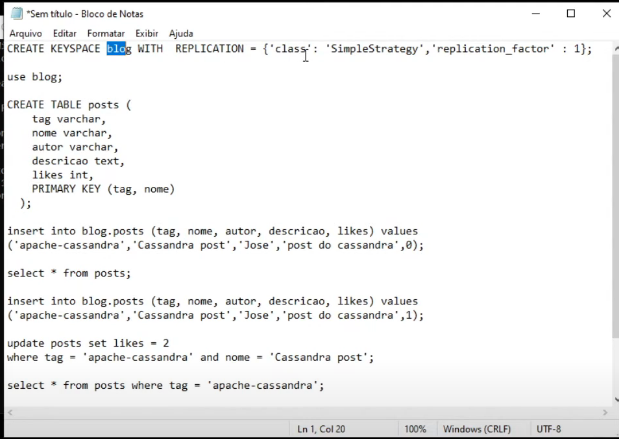 *Sem título - Bloco de Notas
Arquivo Editar Formatar Exibir Ajuda
CREATE KEYSPACE blog WITH  REPLICATION = {'class': 'SimpleStrategy','replication_factor' : 1};
use blog;
CREATE TABLE posts (
    tag varchar,
    nome varchar,
    autor varchar,
    descricao text,
    likes int,
    PRIMARY KEY (tag, nome)
  );
insert into blog.posts (tag, nome, autor, descricao, likes) values
('apache-cassandra','Cassandra post','Jose','post do cassandra',0);
select * from posts;
insert into blog.posts (tag, nome, autor, descricao, likes) values
('apache-cassandra','Cassandra post','Jose','post do cassandra',1);
update posts set likes = 2
where tag = 'apache-cassandra' and nome = 'Cassandra post';
select * from posts where tag = 'apache-cassandra';
Ln 1, Col 20 100% Windows (CRLF) UTF-8